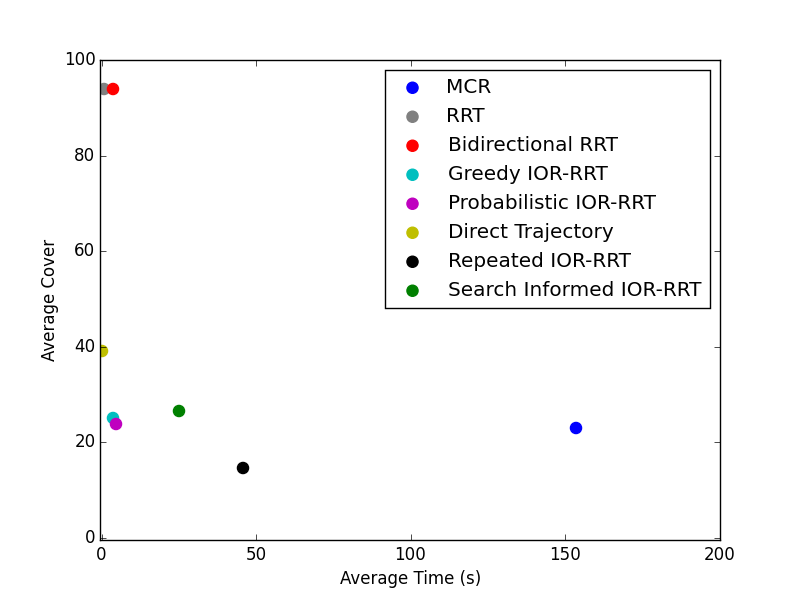 100
80
60
40
20
0
Average Cover
MCR
RRT
Bidirectional RRT
Greedy IOR-RRT
Probabilistic IOR-RRT
Direct Trajectory
Repeated IOR-RRT
Search Informed IOR-RRT
0 50 100 150 200
Average Time (s)